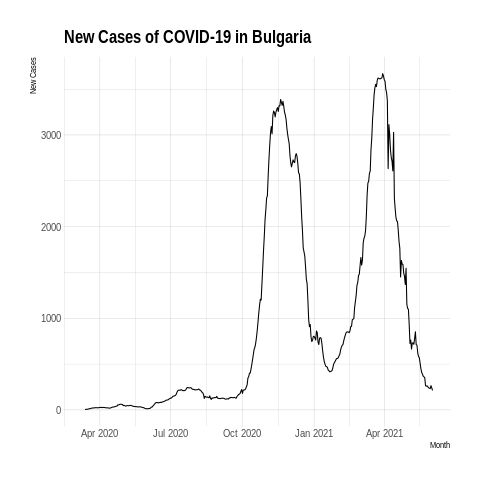 New Cases of COVID-19 in Bulgaria
New Cases
3000
2000
1000
0
Apr 2020 Jul 2020 Oct 2020 Jan 2021 Apr 2021
Month